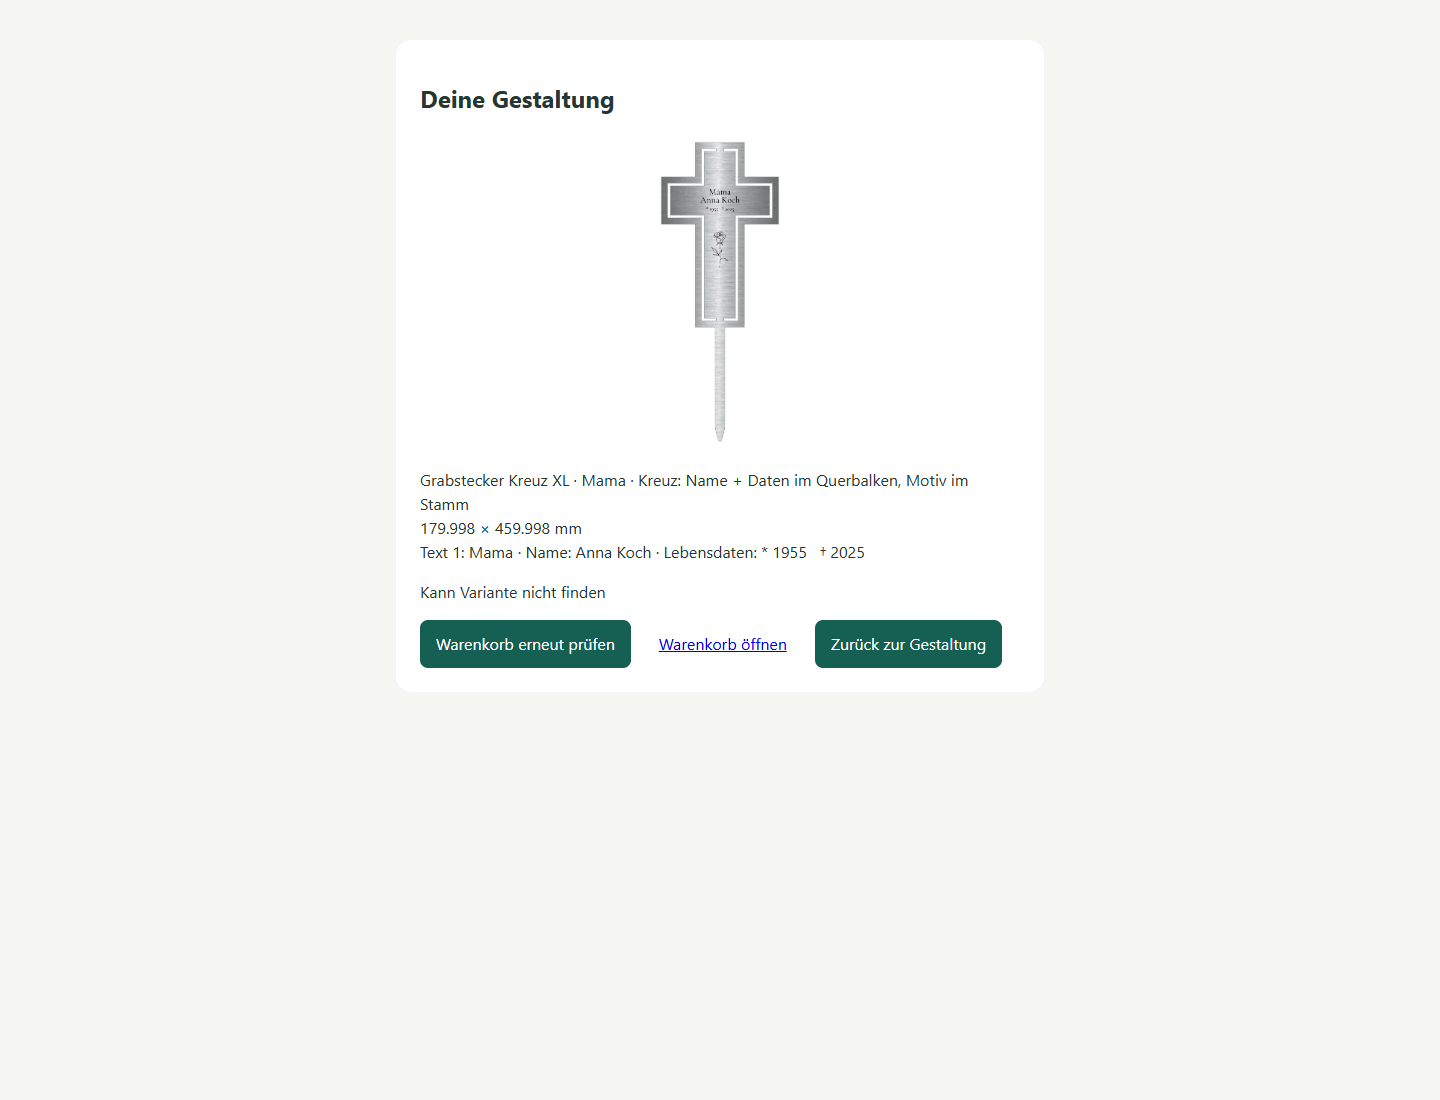 Deine Gestaltung
Mama
Anna Koch
* 1955 † 2025
Grabstecker Kreuz XL · Mama · Kreuz: Name + Daten im Querbalken, Motiv im
Stamm
179.998 × 459.998 mm
Text 1: Mama · Name: Anna Koch · Lebensdaten: * 1955 † 2025
Kann Variante nicht finden
Warenkorb erneut prüfen
Warenkorb öffnen
Zurück zur Gestaltung